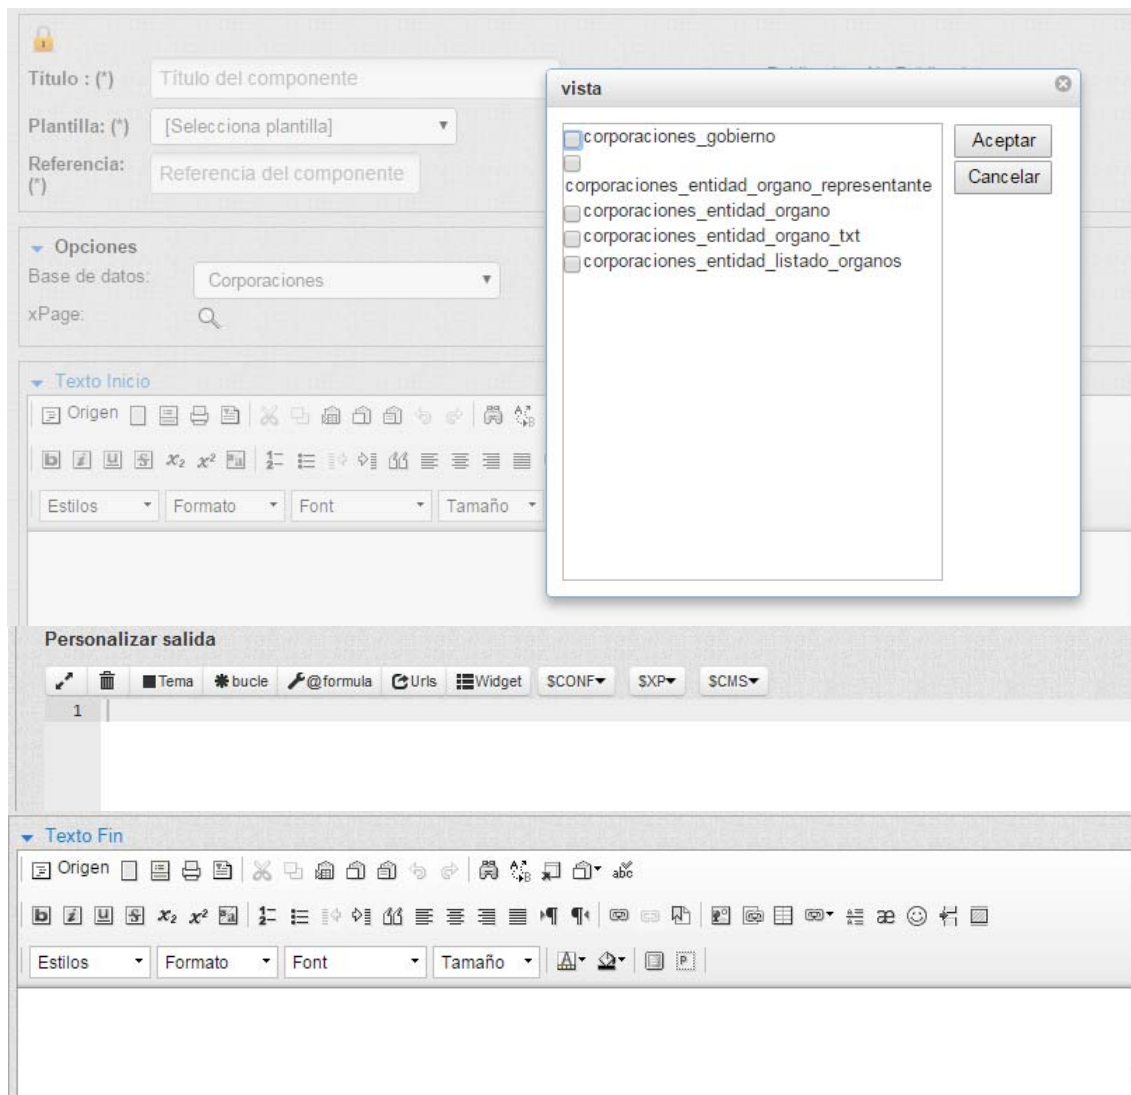 Título : (*)
Título del componente
Plantilla: (*)
[Selecciona plantilla]
Referencia: (*)
Referencia del componente
Opciones
Base de datos:
Corporaciones
xPage:
vista
corporaciones_gobierno
corporaciones_entidad_organo_representante
corporaciones_entidad_organo
corporaciones_entidad_organo_txt
corporaciones_entidad_listado_organos
Aceptar
Cancelar
Texto Inicio
Origen
Estilos Formato Font Tamaño
Personalizar salida
Tema bucle @formula Urls Widget $CONF $XP $CMS
1
Texto Fin
Origen
Estilos Formato Font Tamaño